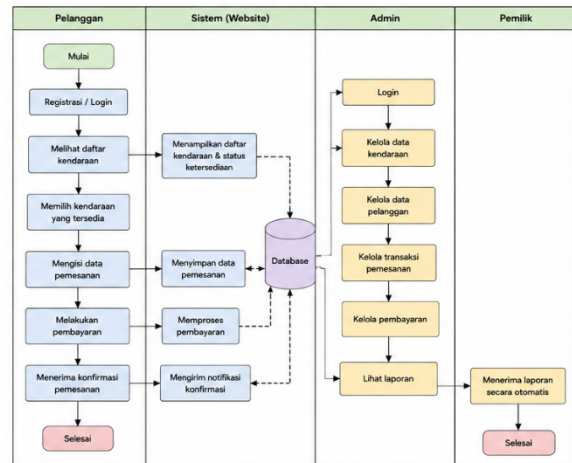 Pelanggan
Sistem (Website)
Admin
Pemilik
Mulai
Registrasi / Login
Melihat daftar
kendaraan
Memilih kendaraan
yang tersedia
Mengisi data
pemesanan
Melakukan
pembayaran
Menerima konfirmasi
pemesanan
Selesai
Menampilkan daftar
kendaraan & status
ketersediaan
Menyimpan data
pemesanan
Memproses
pembayaran
Mengirim notifikasi
konfirmasi
Database
Login
Kelola data
kendaraan
Kelola data
pelanggan
Kelola transaksi
pemesanan
Kelola pembayaran
Lihat laporan
Menerima laporan
secara otomatis
Selesai